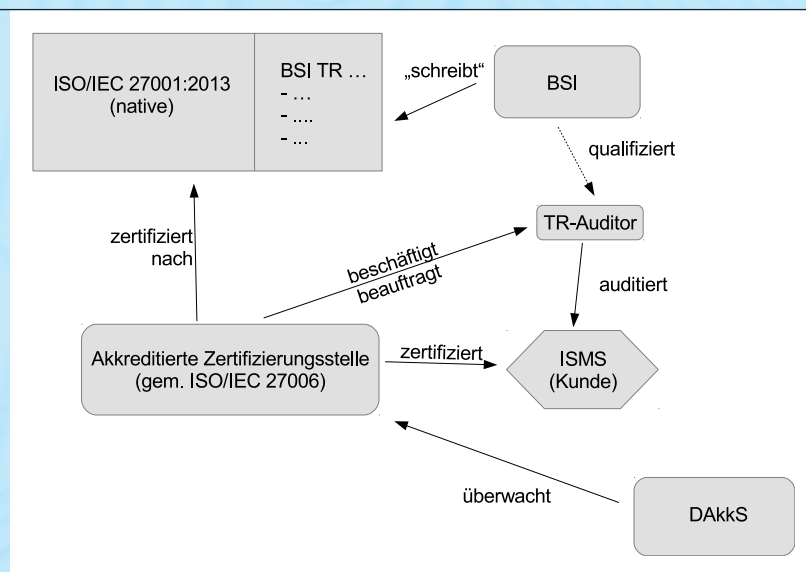 ISO/IEC 27001:2013
(native)
BSI TR ...
- ...
- ....
- ...
„schreibt“
BSI
qualifiziert
TR-Auditor
zertifiziert
nach
beschäftigt
beauftragt
auditiert
Akkreditierte Zertifizierungsstelle
(gem. ISO/IEC 27006)
zertifiziert
ISMS
(Kunde)
überwacht
DAkkS